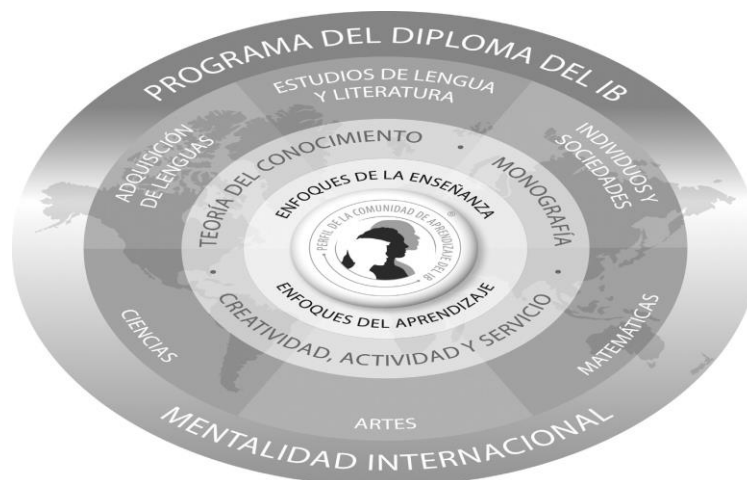 PROGRAMA DEL DIPLOMA DEL IB
ESTUDIOS DE LENGUA
Y LITERATURA
ADQUISICIÓN
DE LENGUAS
INDIVIDUOS Y
SOCIEDADES
TEORÍA DEL CONOCIMIENTO
MONOGRAFÍA
ENFOQUES DE LA ENSEÑANZA
PERFIL DE LA COMUNIDAD DE APRENDIZAJE DEL IB ®
ENFOQUES DEL APRENDIZAJE
CREATIVIDAD, ACTIVIDAD Y SERVICIO
CIENCIAS
MATEMÁTICAS
ARTES
MENTALIDAD INTERNACIONAL